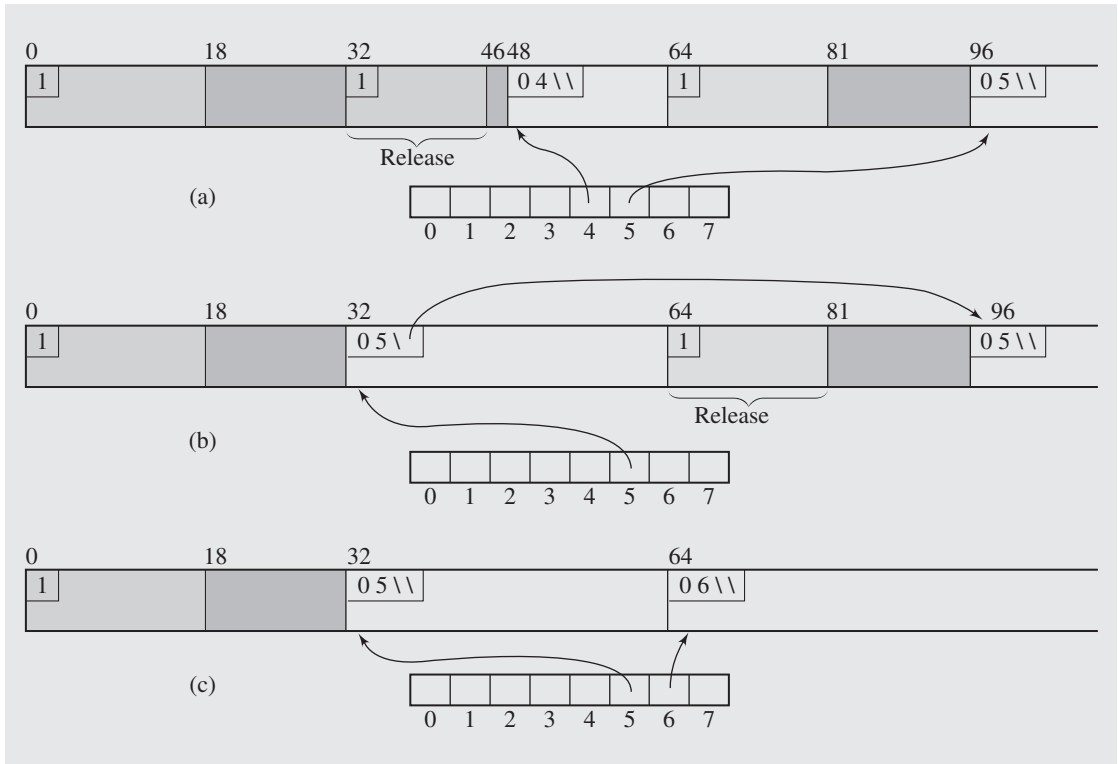 0 18 32 46 48 64 81 96
1 1 0 4 \ \ 1 0 5 \ \
Release
(a)
0 1 2 3 4 5 6 7
0 18 32 64 81 96
1 0 5 \ 1 0 5 \ \
Release
(b)
0 1 2 3 4 5 6 7
0 18 32 64
1 0 5 \ \ 0 6 \ \
(c)
0 1 2 3 4 5 6 7